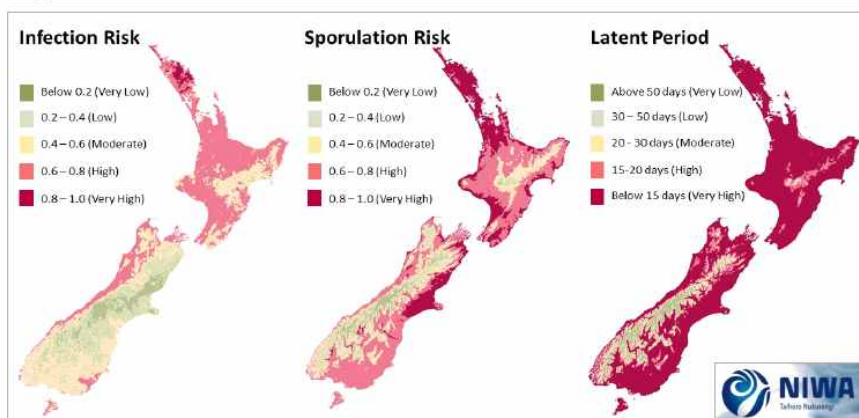 Infection Risk
Below 0.2 (Very Low)
0.2 – 0.4 (Low)
0.4 – 0.6 (Moderate)
0.6 – 0.8 (High)
0.8 – 1.0 (Very High)
Sporulation Risk
Below 0.2 (Very Low)
0.2 – 0.4 (Low)
0.4 – 0.6 (Moderate)
0.6 – 0.8 (High)
0.8 – 1.0 (Very High)
Latent Period
Above 50 days (Very Low)
30 – 50 days (Low)
20 - 30 days (Moderate)
15-20 days (High)
Below 15 days (Very High)
NIWA
Taihoro Nukurangi